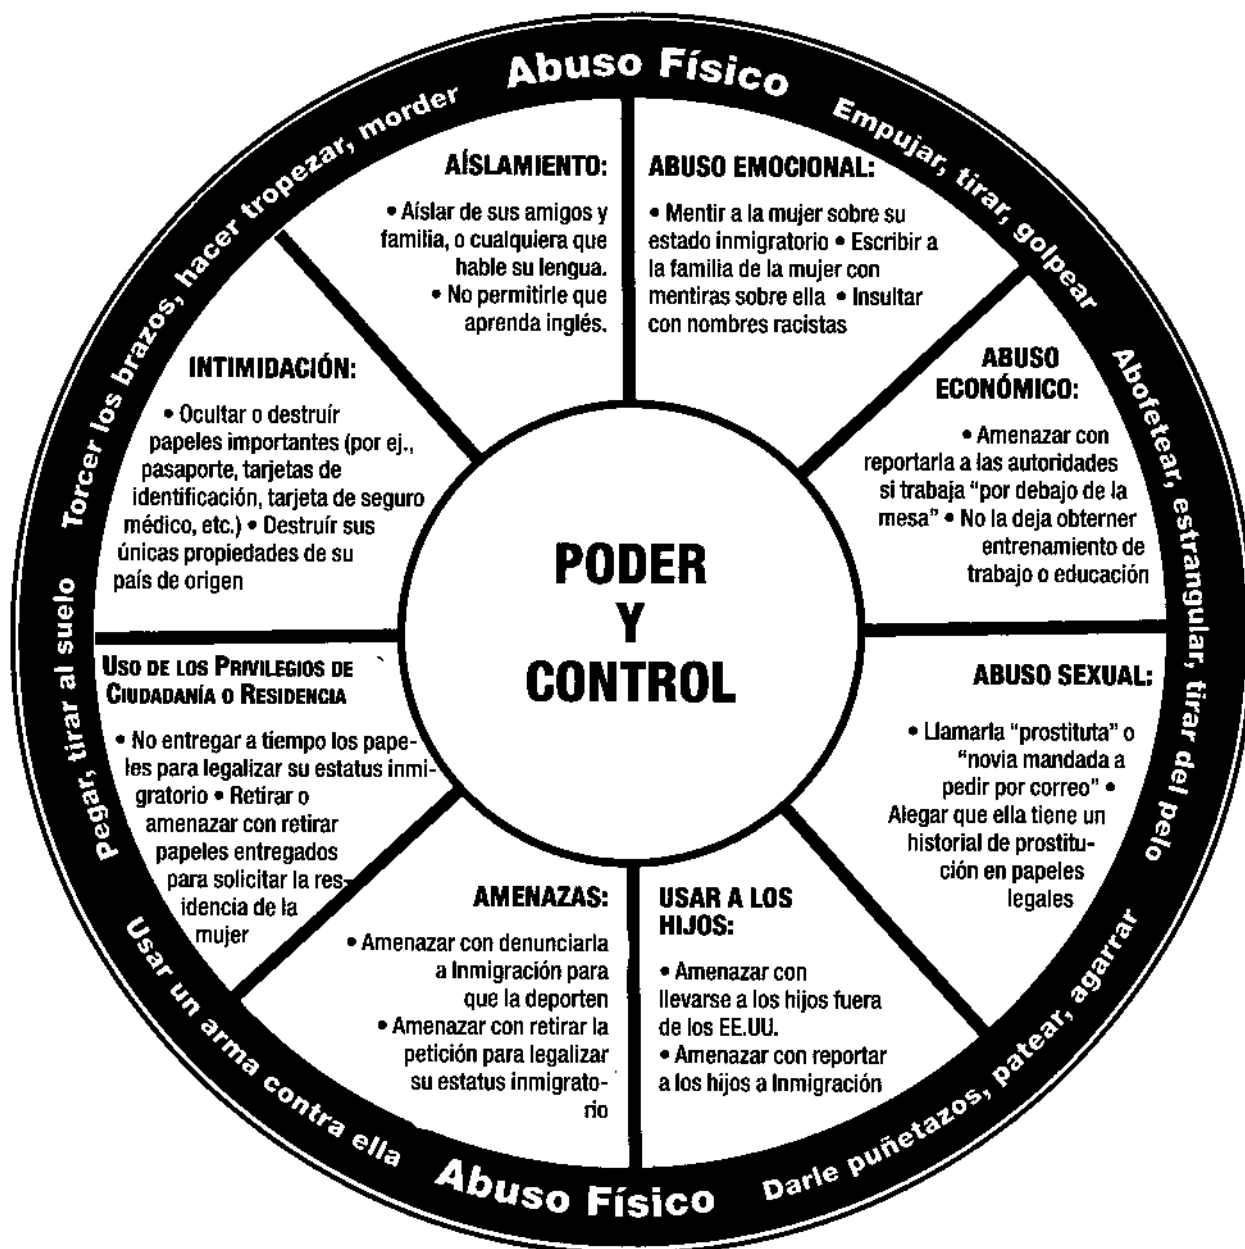 Abuso Físico
Empujar, tirar, golpear
Abofetear, estrangular, tirar del pelo
Darle puñetazos, patear, agarrar
Abuso Físico
Usar un arma contra ella
Pegar, tirar al suelo
Torcer los brazos, hacer tropezar, morder
AÍSLAMIENTO:
• Aíslar de sus amigos y
familia, o cualquiera que
hable su lengua.
• No permitirle que
aprenda inglés.
ABUSO EMOCIONAL:
• Mentir a la mujer sobre su
estado inmigratorio • Escribir a
la familia de la mujer con
mentiras sobre ella • Insultar
con nombres racistas
ABUSO
ECONÓMICO:
• Amenazar con
reportarla a las autoridades
si trabaja "por debajo de la
mesa" • No la deja obterner
entrenamiento de
trabajo o educación
ABUSO SEXUAL:
• Llamarla "prostituta" o
"novia mandada a
pedir por correo" •
Alegar que ella tiene un
historial de prostitu-
ción en papeles
legales
USAR A LOS
HIJOS:
• Amenazar con
llevarse a los hijos fuera
de los EE.UU.
• Amenazar con reportar
a los hijos a Inmigración
AMENAZAS:
• Amenazar con denunciarla
a Inmigración para
que la deporten
• Amenazar con retirar la
petición para legalizar
su estatus inmigrato-
rio
USO DE LOS PRIVILEGIOS DE
CIUDADANÍA O RESIDENCIA
• No entregar a tiempo los pape-
les para legalizar su estatus inmi-
gratorio • Retirar o
amenazar con retirar
papeles entregados
para solicitar la res-
idencia de la
mujer
INTIMIDACIÓN:
• Ocultar o destruír
papeles importantes (por ej.,
pasaporte, tarjetas de
identificación, tarjeta de seguro
médico, etc.) • Destruír sus
únicas propiedades de su
país de origen
PODER
Y
CONTROL